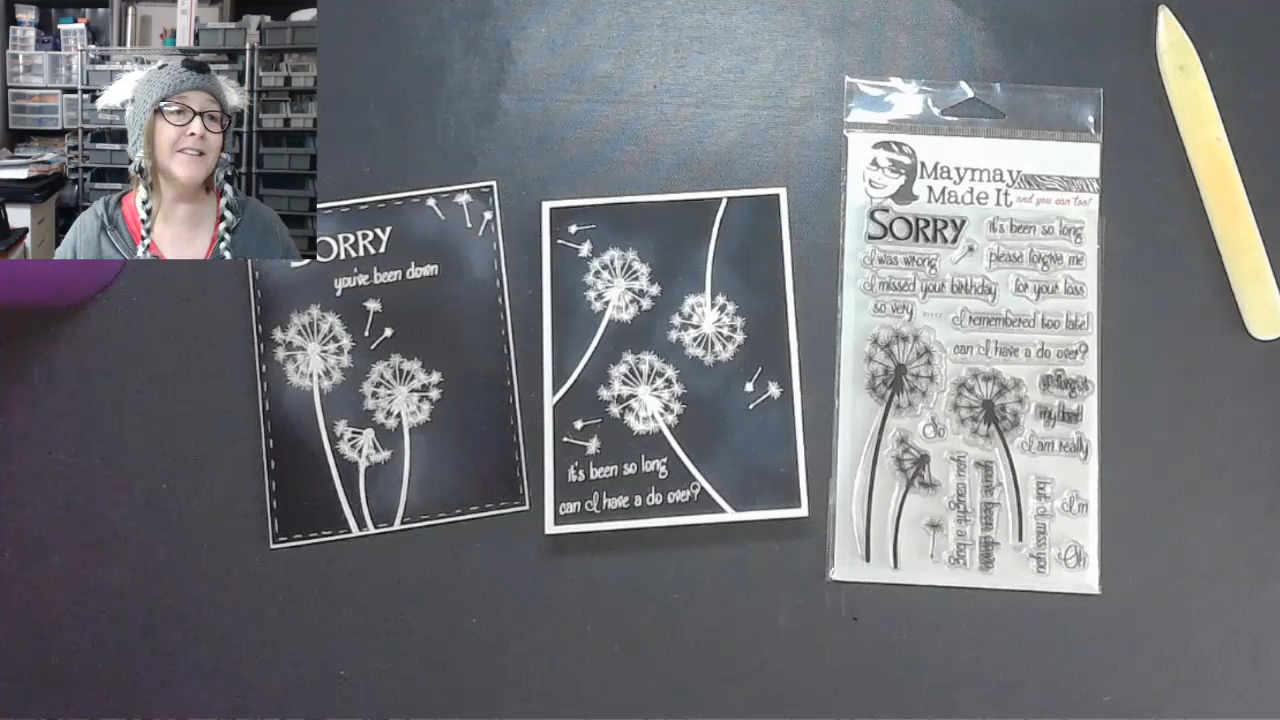 SORRY
you've been down
it's been so long
can I have a do over?
Maymay
Made It
and you can too!
SORRY
it's been so long
I was wrong
please forgive me
I missed your birthday
for your loss
so very
I remembered too late!
can I have a do over?
So
I am really
you caught a bug
you've been down
but I miss you
I'm
Oh